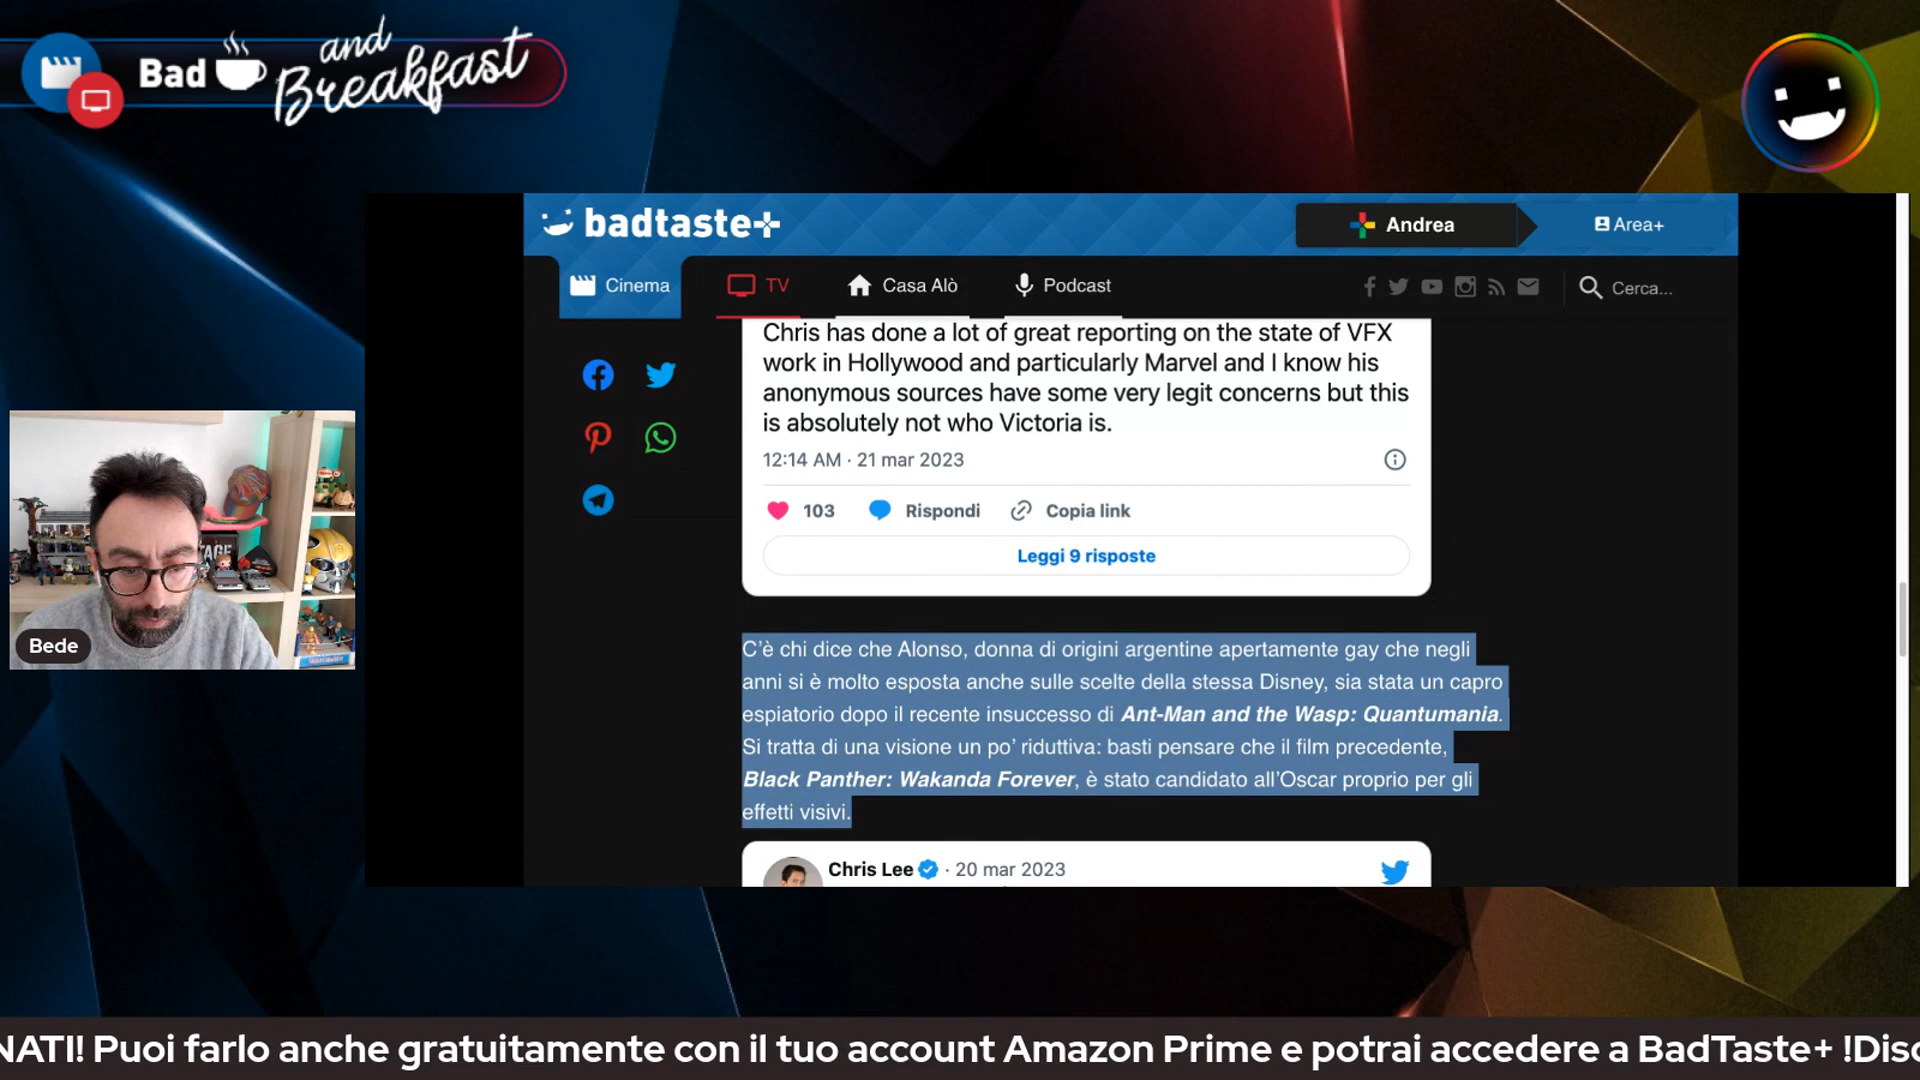 Bad and Breakfast
badtaste+
Andrea
Area+
Cinema
TV
Casa Alò
Podcast
Cerca...
Chris has done a lot of great reporting on the state of VFX
work in Hollywood and particularly Marvel and I know his
anonymous sources have some very legit concerns but this
is absolutely not who Victoria is.
12:14 AM · 21 mar 2023
103
Rispondi
Copia link
Leggi 9 risposte
Bede
C'è chi dice che Alonso, donna di origini argentine apertamente gay che negli
anni si è molto esposta anche sulle scelte della stessa Disney, sia stata un capro
espiatorio dopo il recente insuccesso di Ant-Man and the Wasp: Quantumania.
Si tratta di una visione un po' riduttiva: basti pensare che il film precedente,
Black Panther: Wakanda Forever, è stato candidato all'Oscar proprio per gli
effetti visivi.
Chris Lee · 20 mar 2023
NATI! Puoi farlo anche gratuitamente con il tuo account Amazon Prime e potrai accedere a BadTaste+ !Disc